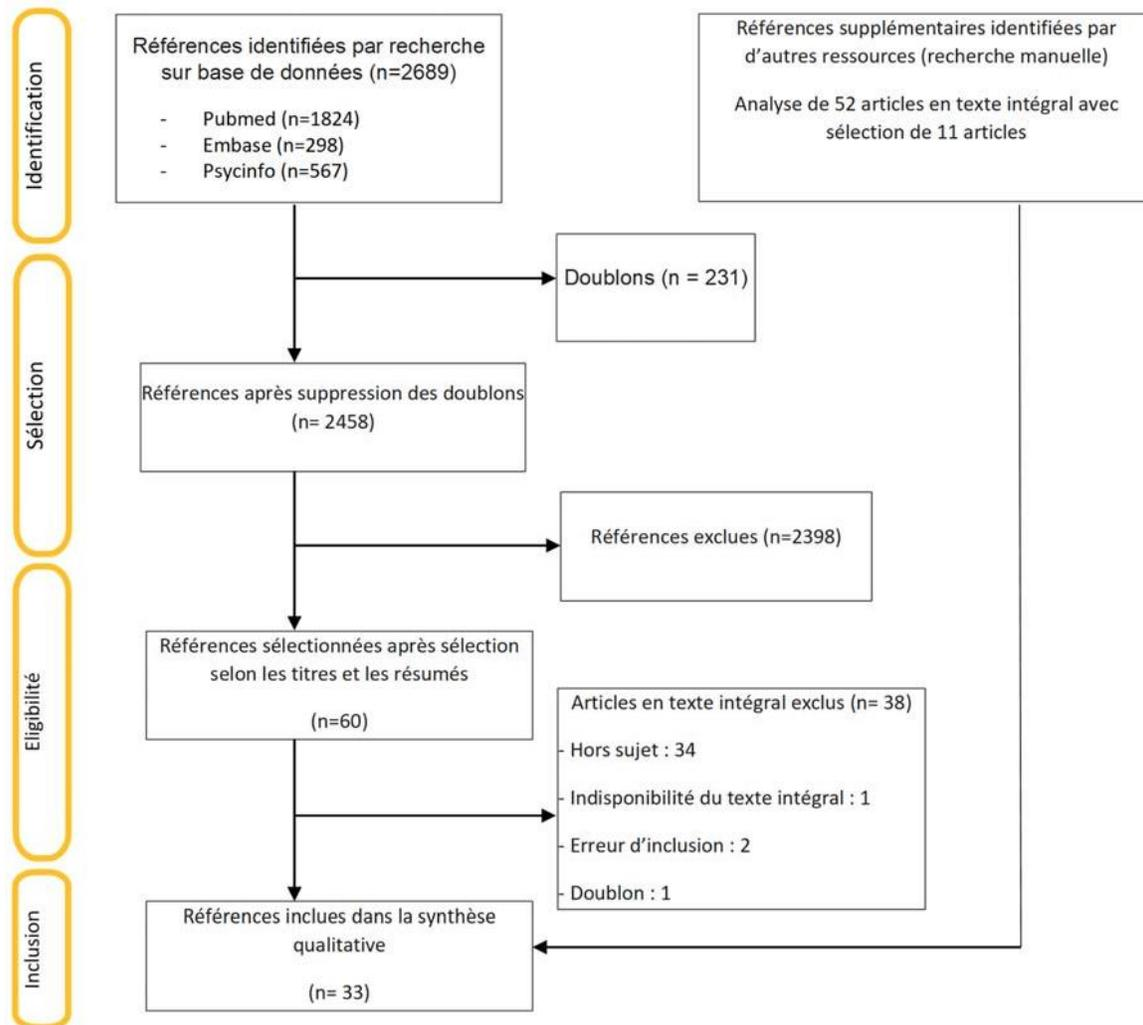 Identification
Références identifiées par recherche
sur base de données (n=2689)
- Pubmed (n=1824)
- Embase (n=298)
- Psycinfo (n=567)
Références supplémentaires identifiées par
d'autres ressources (recherche manuelle)
Analyse de 52 articles en texte intégral avec
sélection de 11 articles
Sélection
Doublons (n = 231)
Références après suppression des doublons
(n= 2458)
Références exclues (n=2398)
Eligibilité
Références sélectionnées après sélection
selon les titres et les résumés
(n=60)
Articles en texte intégral exclus (n= 38)
- Hors sujet : 34
- Indisponibilité du texte intégral : 1
- Erreur d'inclusion : 2
- Doublon : 1
Inclusion
Références inclues dans la synthèse
qualitative
(n= 33)